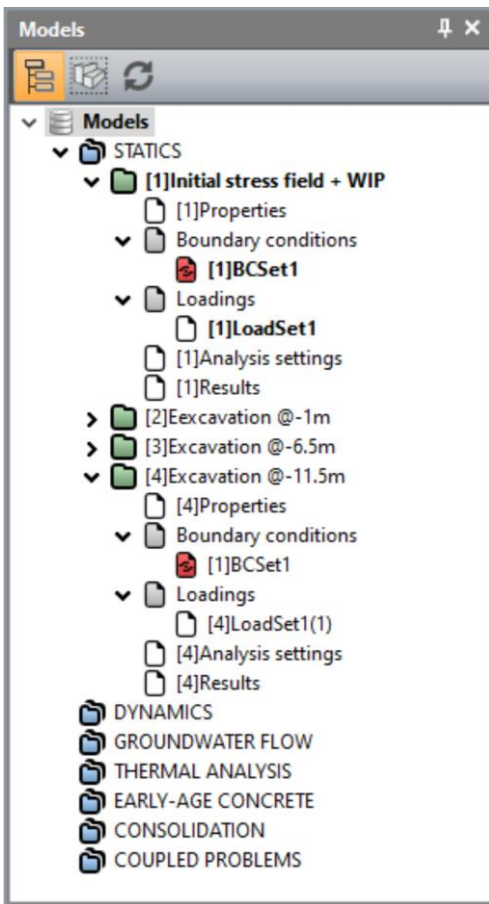 Models
Models
STATICS
[1]Initial stress field + WIP
[1]Properties
Boundary conditions
[1]BCSet1
Loadings
[1]LoadSet1
[1]Analysis settings
[1]Results
[2]Eexcavation @-1m
[3]Excavation @-6.5m
[4]Excavation @-11.5m
[4]Properties
Boundary conditions
[1]BCSet1
Loadings
[4]LoadSet1(1)
[4]Analysis settings
[4]Results
DYNAMICS
GROUNDWATER FLOW
THERMAL ANALYSIS
EARLY-AGE CONCRETE
CONSOLIDATION
COUPLED PROBLEMS